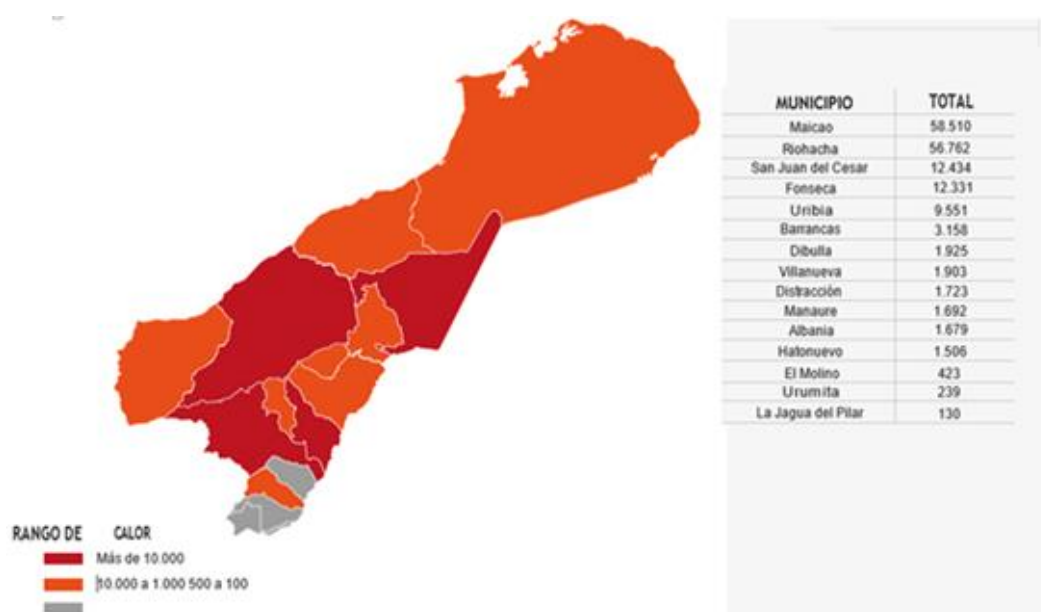 MUNICIPIO TOTAL
Maicao 58.510
Riohacha 56.762
San Juan del Cesar 12.434
Fonseca 12.331
Uribia 9.551
Barrancas 3.158
Dibulla 1.925
Villanueva 1.903
Distracción 1.723
Manaure 1.692
Albania 1.679
Hatonuevo 1.506
El Molino 423
Urumita 239
La Jagua del Pilar 130
RANGO DE CALOR
Más de 10.000
10.000 a 1.000 500 a 100